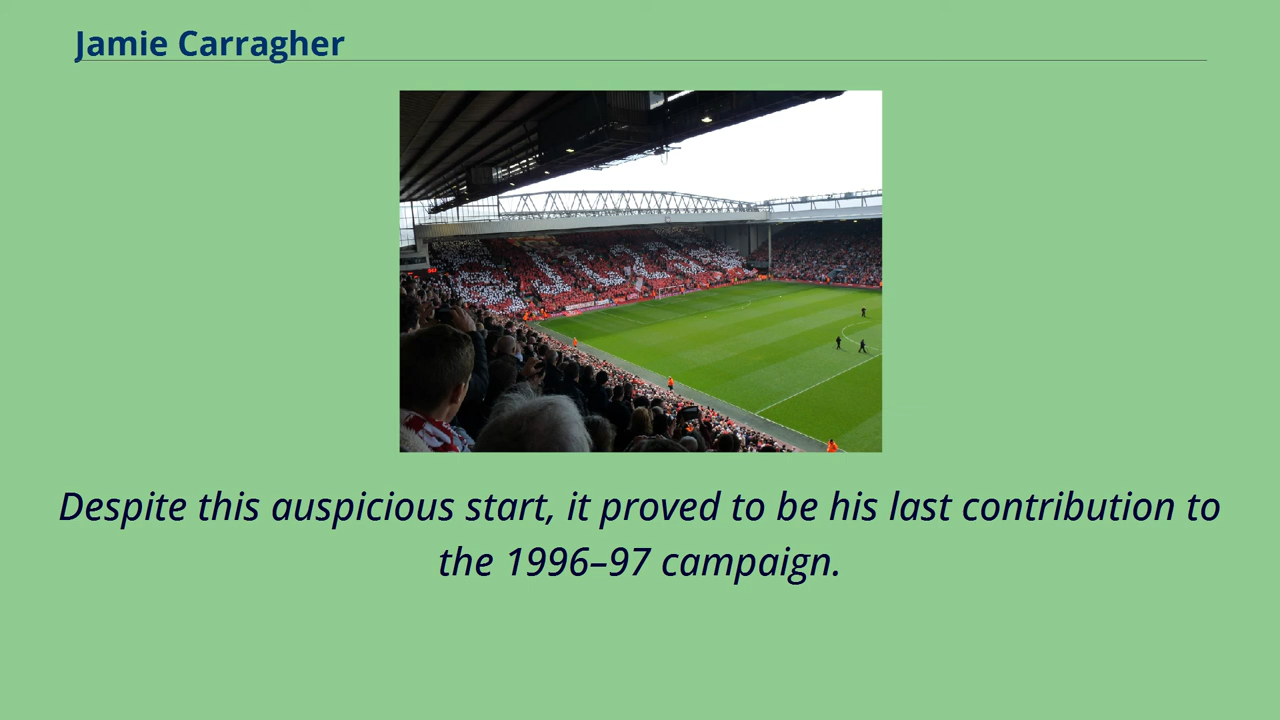 Jamie Carragher
Despite this auspicious start, it proved to be his last contribution to
the 1996–97 campaign.